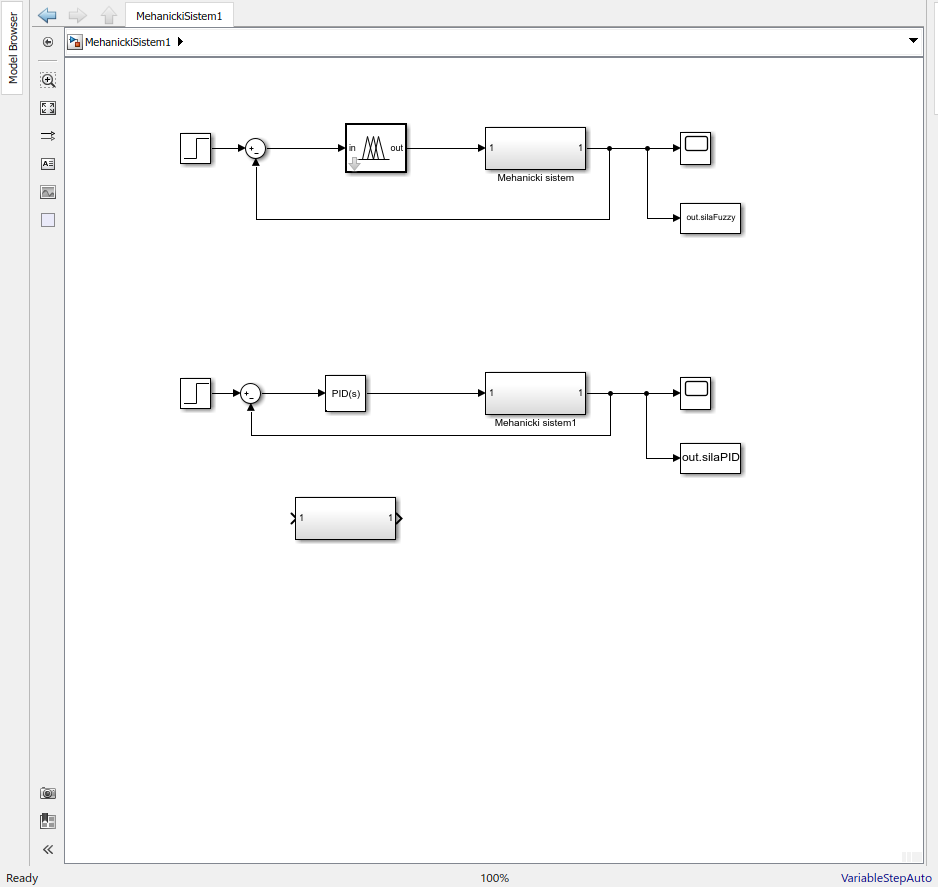 Model Browser
MehanickiSistem1
MehanickiSistem1
in out
1 1
Mehanicki sistem
out.silaFuzzy
PID(s)
1 1
Mehanicki sistem1
out.silaPID
1 1
Ready 100% VariableStepAuto